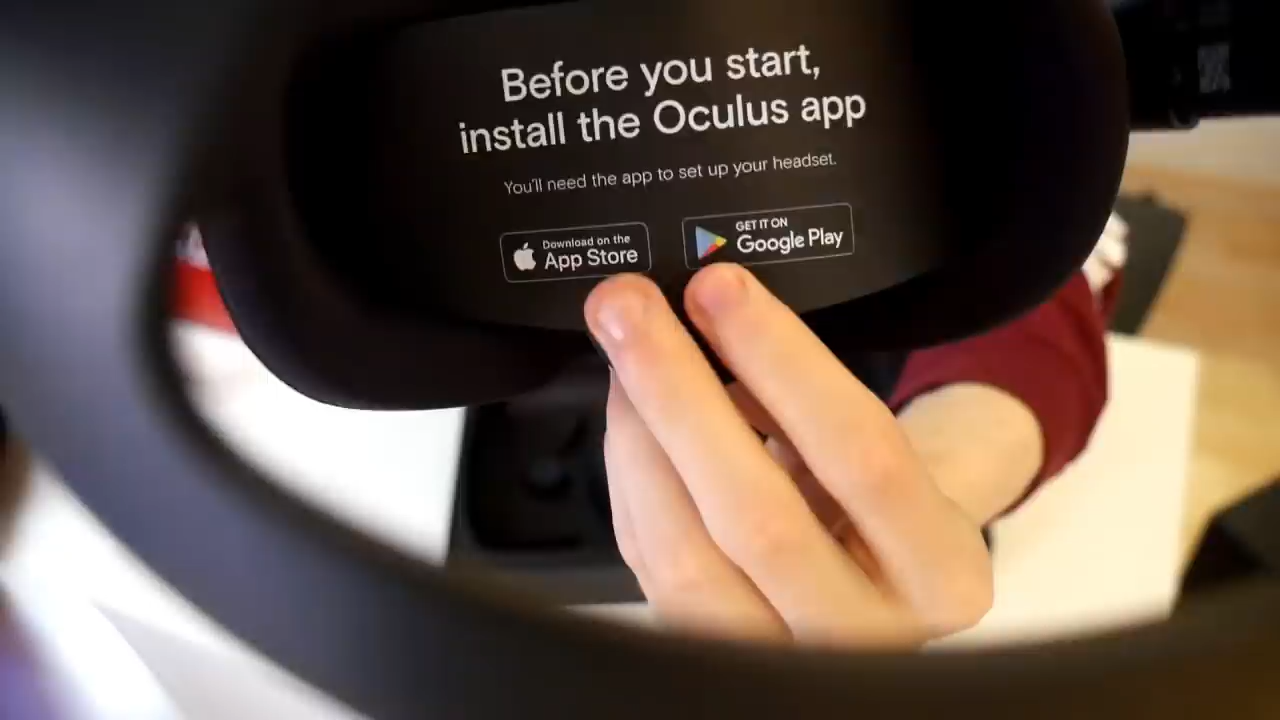 Before you start,
install the Oculus app
You'll need the app to set up your headset.
Download on the
App Store
GET IT ON
Google Play